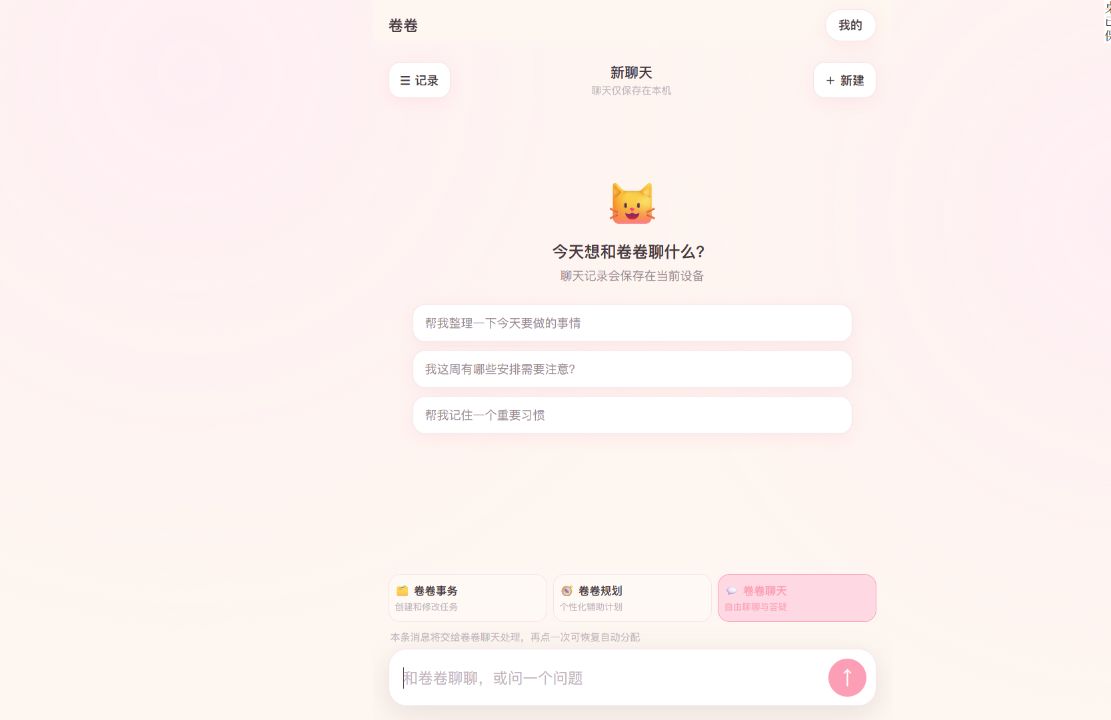 卷卷
我的
☰ 记录
新聊天
聊天仅保存在本机
+ 新建
今天想和卷卷聊什么?
聊天记录会保存在当前设备
帮我整理一下今天要做的事情
我这周有哪些安排需要注意?
帮我记住一个重要习惯
卷卷事务
创建和修改任务
卷卷规划
个性化辅助计划
卷卷聊天
自由聊聊与答疑
本条消息将交给卷卷聊天处理，再点一次可恢复自动分配
和卷卷聊聊，或问一个问题